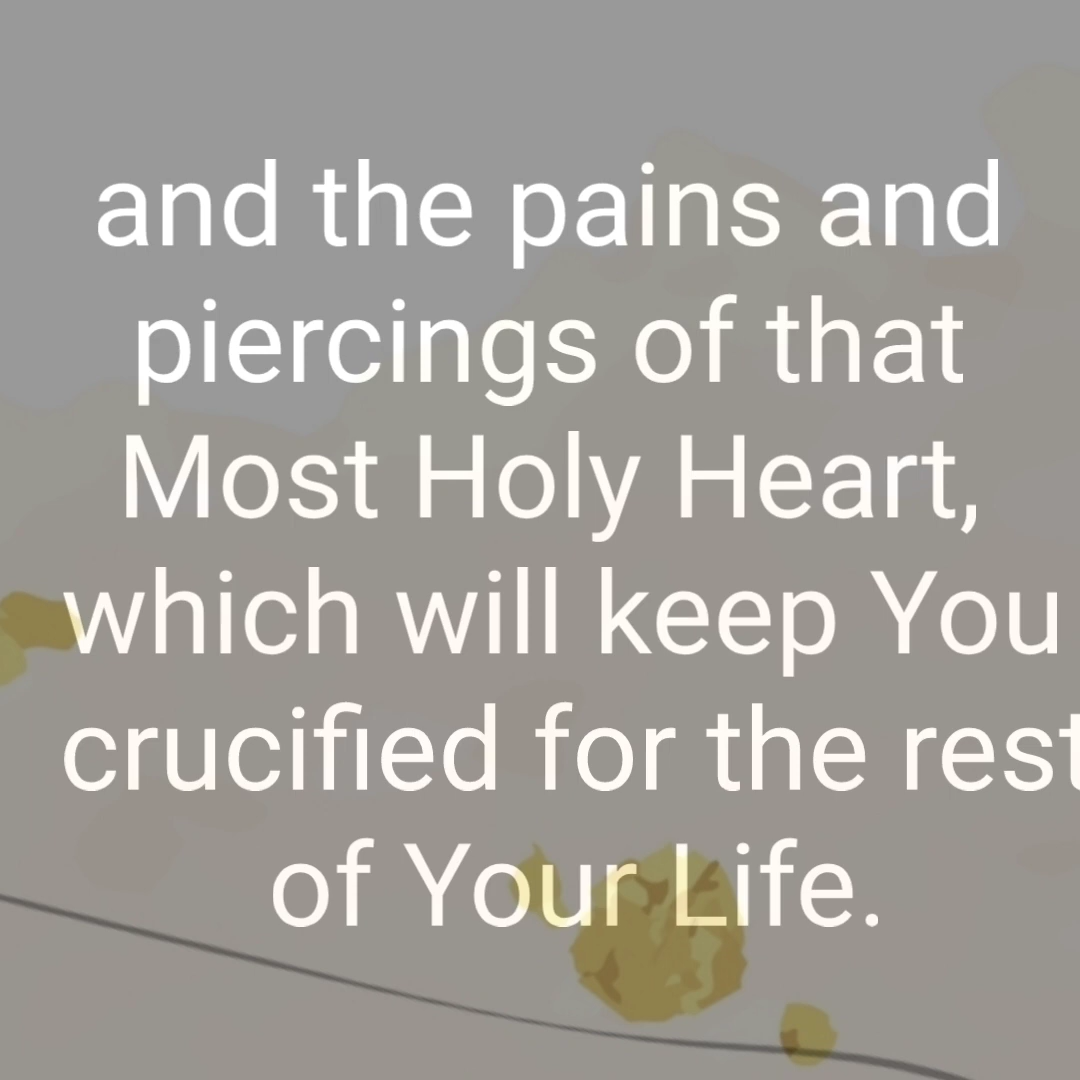 and the pains and
piercings of that
Most Holy Heart,
which will keep You
crucified for the rest
of Your Life.